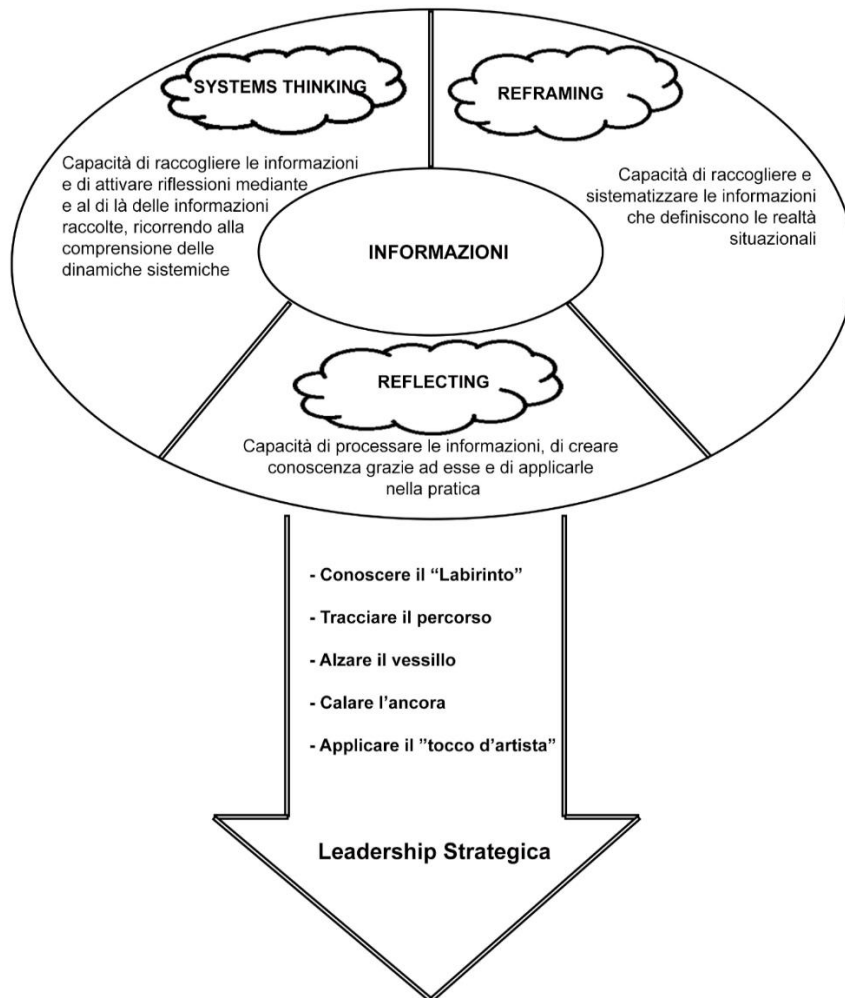 SYSTEMS THINKING
Capacità di raccogliere le informazioni
e di attivare riflessioni mediante
e al di là delle informazioni
raccolte, ricorrendo alla
comprensione delle
dinamiche sistemiche
REFRAMING
Capacità di raccogliere e
sistematizzare le informazioni
che definiscono le realtà
situazionali
INFORMAZIONI
REFLECTING
Capacità di processare le informazioni, di creare
conoscenza grazie ad esse e di applicarle
nella pratica
- Conoscere il “Labirinto”
- Tracciare il percorso
- Alzare il vessillo
- Calare l’ancora
- Applicare il ”tocco d’artista”
Leadership Strategica